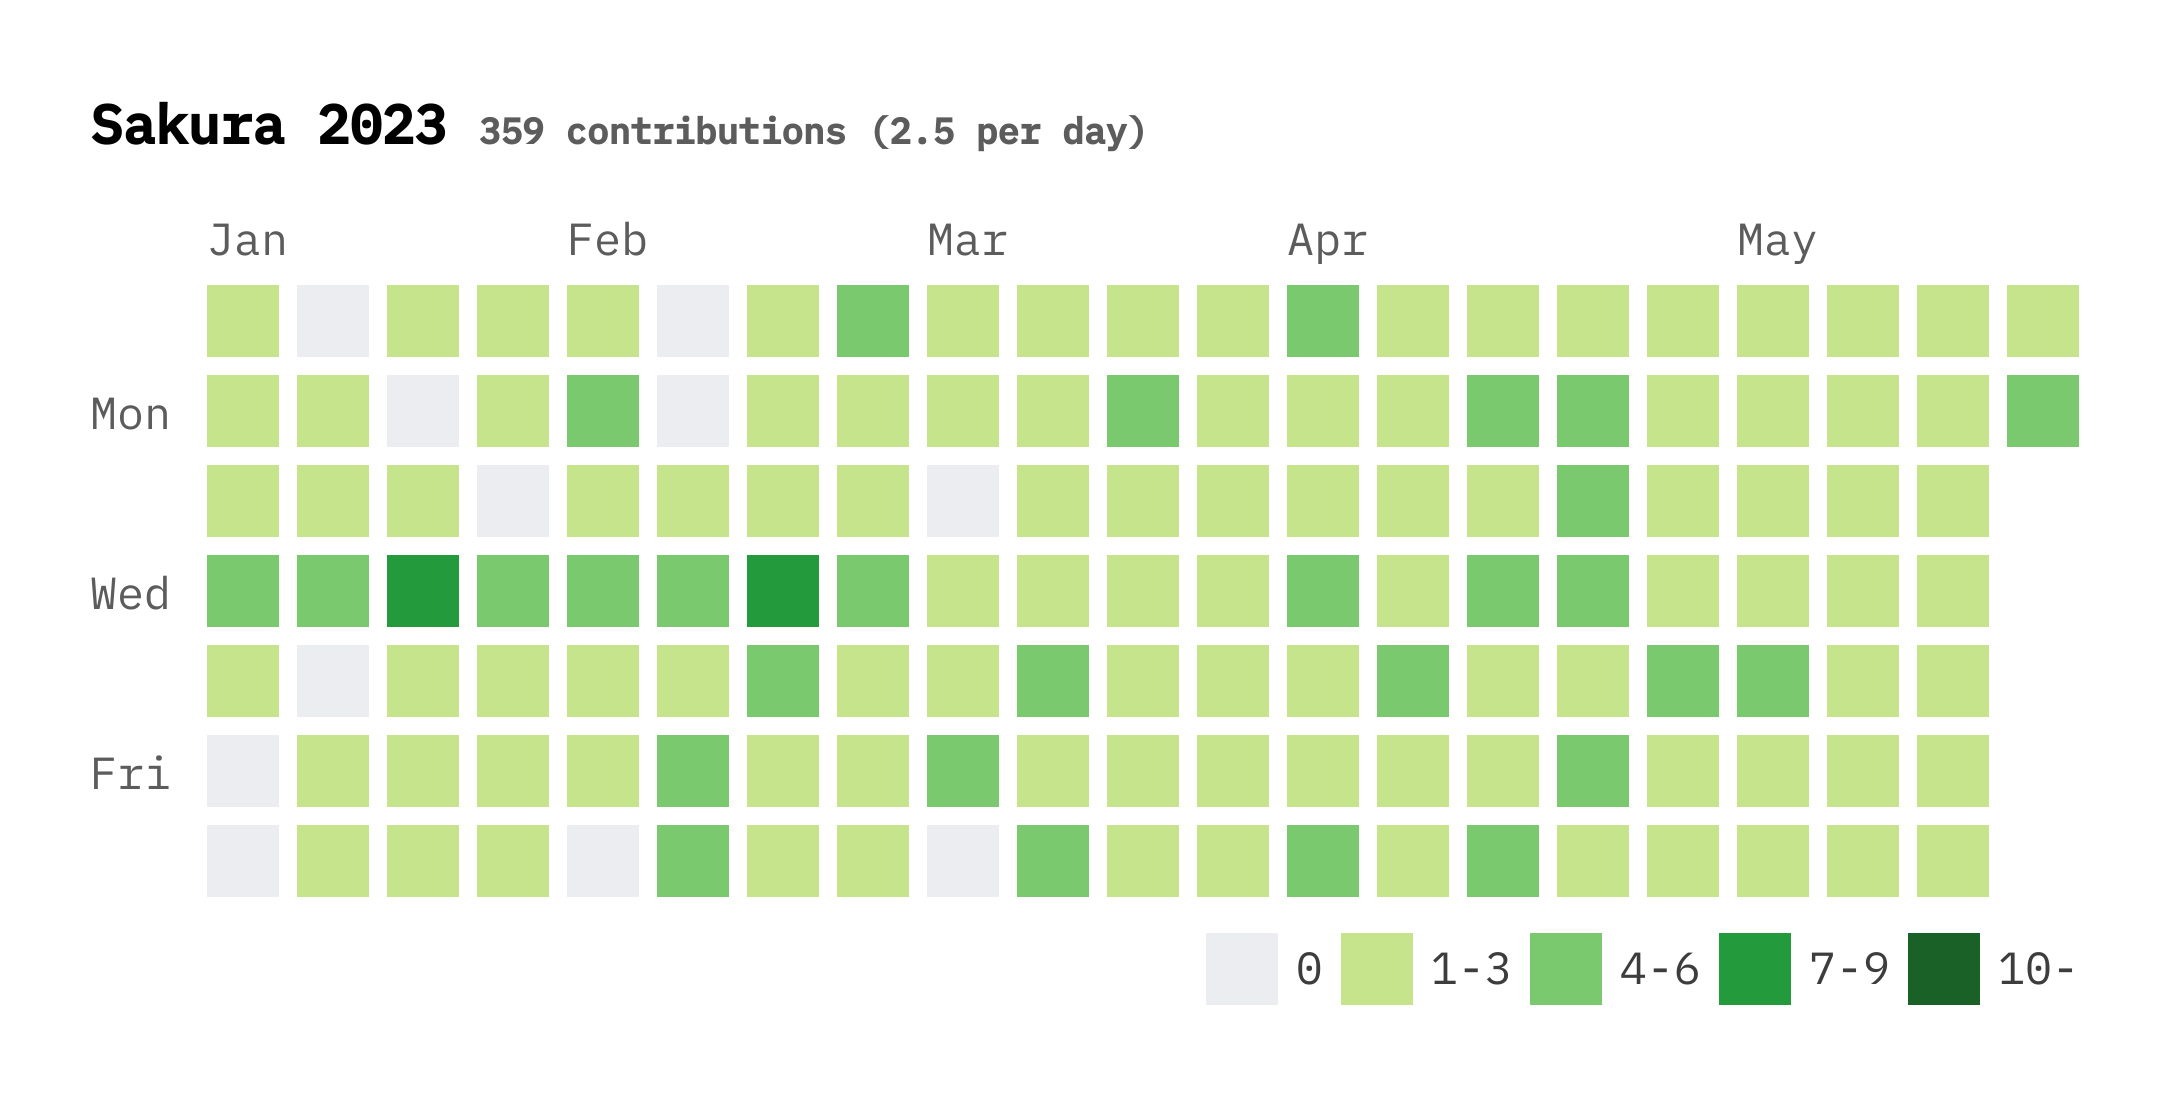 Sakura 2023 359 contributions (2.5 per day)
Jan Feb Mar Apr May
Mon
Wed
Fri
0 1-3 4-6 7-9 10-